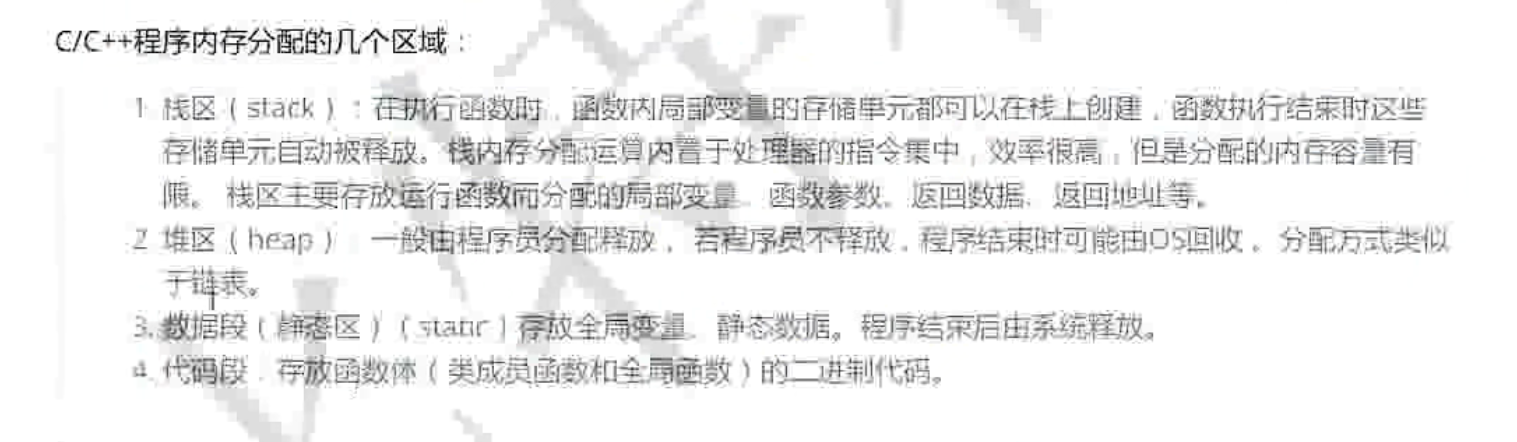 C/C++程序内存分配的几个区域：
1. 栈区（stack）：在执行函数时，函数内局部变量的存储单元都可以在栈上创建，函数执行结束时这些
存储单元自动被释放。栈内存分配运算内置于处理器的指令集中，效率很高，但是分配的内存容量有
限。 栈区主要存放运行函数而分配的局部变量、函数参数、返回数据、返回地址等。
2. 堆区（heap）：一般由程序员分配释放， 若程序员不释放，程序结束时可能由OS回收 。分配方式类似
于链表。
3. 数据段（静态区）（static）存放全局变量、静态数据。程序结束后由系统释放。
4. 代码段：存放函数体（类成员函数和全局函数）的二进制代码。